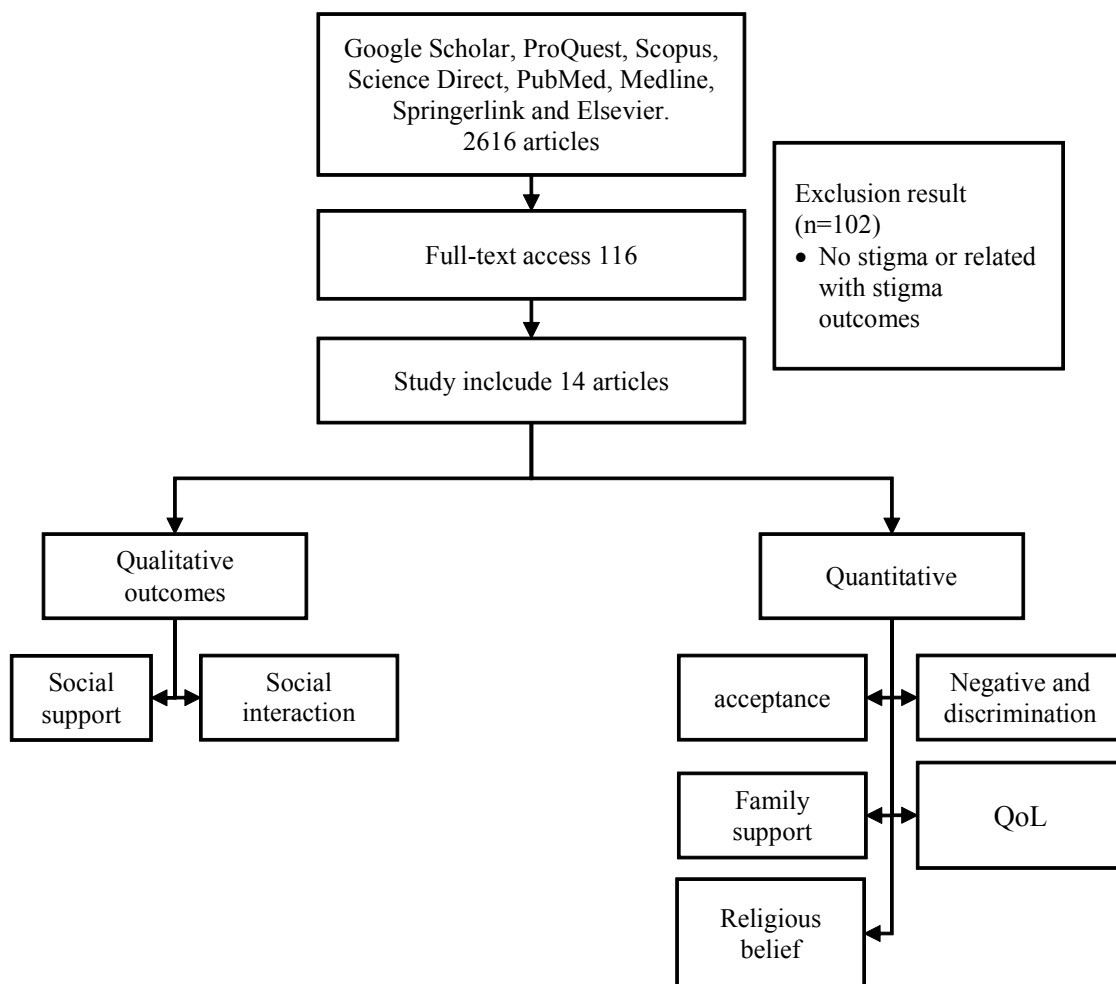 Google Scholar, ProQuest, Scopus,
Science Direct, PubMed, Medline,
Springerlink and Elsevier.
2616 articles
Exclusion result
(n=102)
• No stigma or related
with stigma
outcomes
Full-text access 116
Study inclcude 14 articles
Qualitative
outcomes
Quantitative
Social
support
Social
interaction
acceptance
Negative and
discrimination
Family
support
QoL
Religious
belief